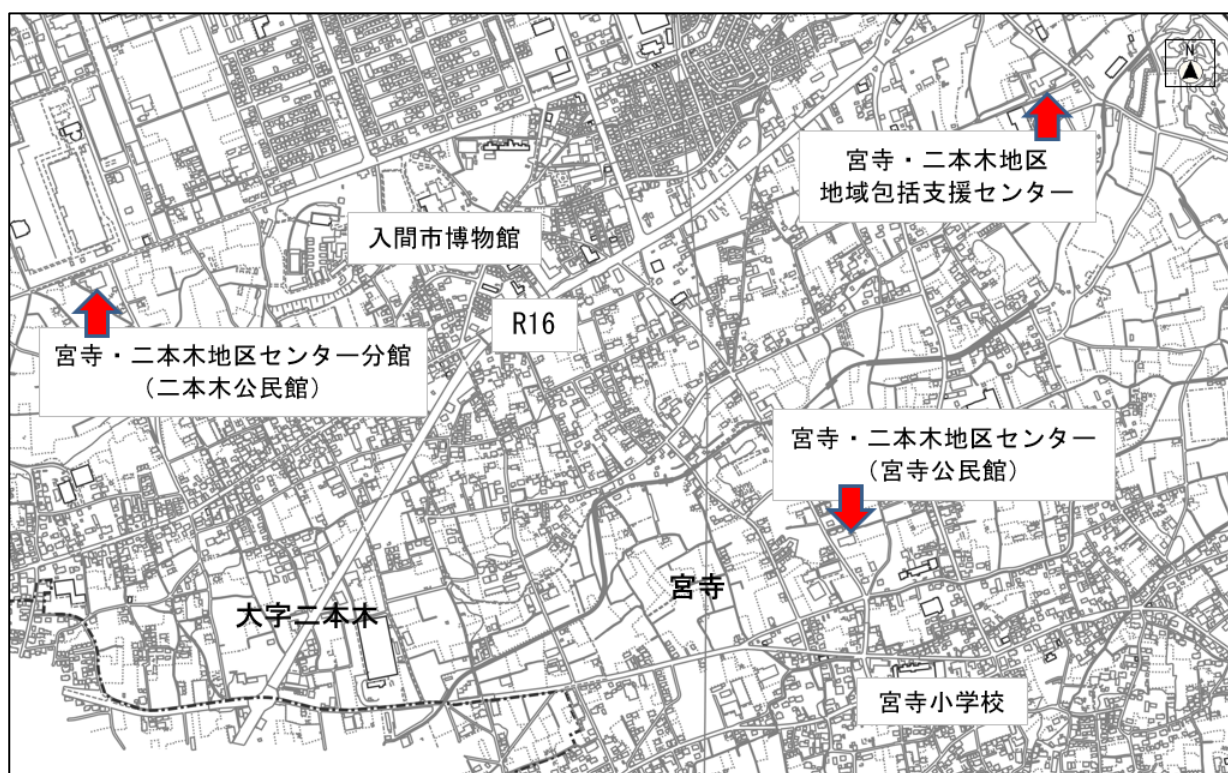 N
宮寺・二本木地区
地域包括支援センター
入間市博物館
R16
宮寺・二本木地区センター分館
（二本木公民館）
宮寺・二本木地区センター
（宮寺公民館）
宮寺
大字二本木
宮寺小学校